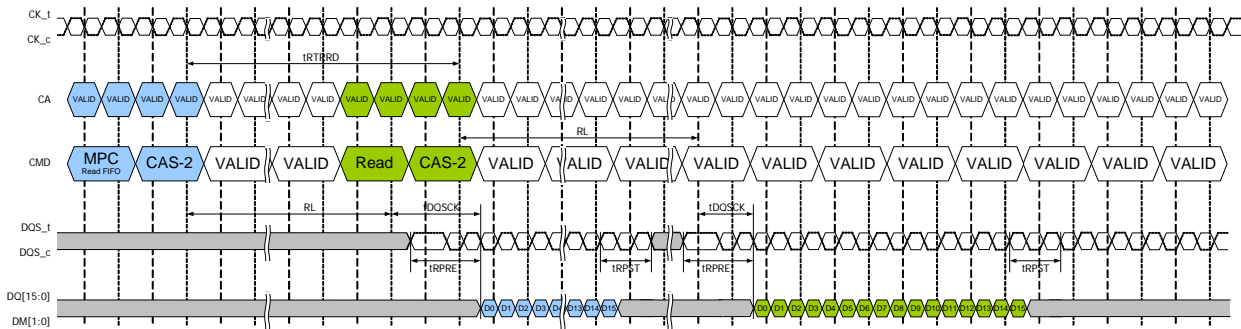 CK_t
CK_c
tRTPRD
CA VALID VALID VALID VALID VALID VALID VALID VALID VALID VALID VALID VALID VALID VALID VALID VALID VALID VALID VALID VALID VALID VALID VALID VALID VALID VALID VALID VALID VALID VALID VALID VALID VALID VALID
RL
CMD MPC CAS-2 VALID VALID Read CAS-2 VALID VALID VALID VALID VALID VALID VALID VALID VALID VALID VALID
Read FIFO
RL tDQSCK tDQSCK
DQS_t
DQS_c
tRPRE tRPST tRPRE tRPST
DQ[15:0]
D0 D1 D2 D3 D4 D13 D14 D15 D0 D1 D2 D3 D4 D5 D6 D7 D8 D9 D10 D11 D12 D13 D14 D15
DM[1:0]